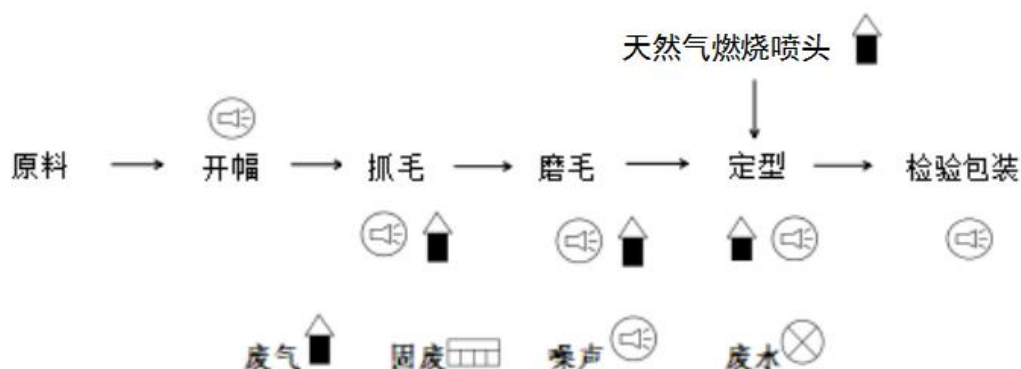 天然气燃烧喷头
原料 开幅 抓毛 磨毛 定型 检验包装
废气 固废 噪声 废水